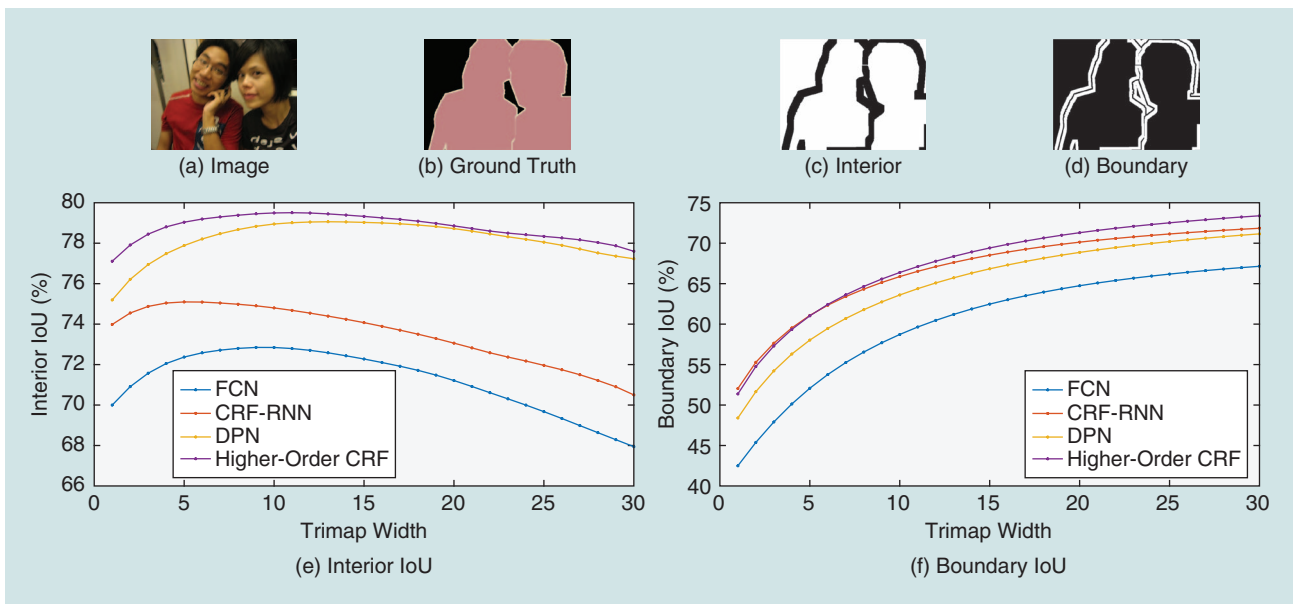 (a) Image
(b) Ground Truth
(c) Interior
(d) Boundary
Interior IoU (%)
80
78
76
74
72
70
68
66
0 5 10 15 20 25 30
Trimap Width
FCN
CRF-RNN
DPN
Higher-Order CRF
(e) Interior IoU
Boundary IoU (%)
75
70
65
60
55
50
45
40
0 5 10 15 20 25 30
Trimap Width
FCN
CRF-RNN
DPN
Higher-Order CRF
(f) Boundary IoU